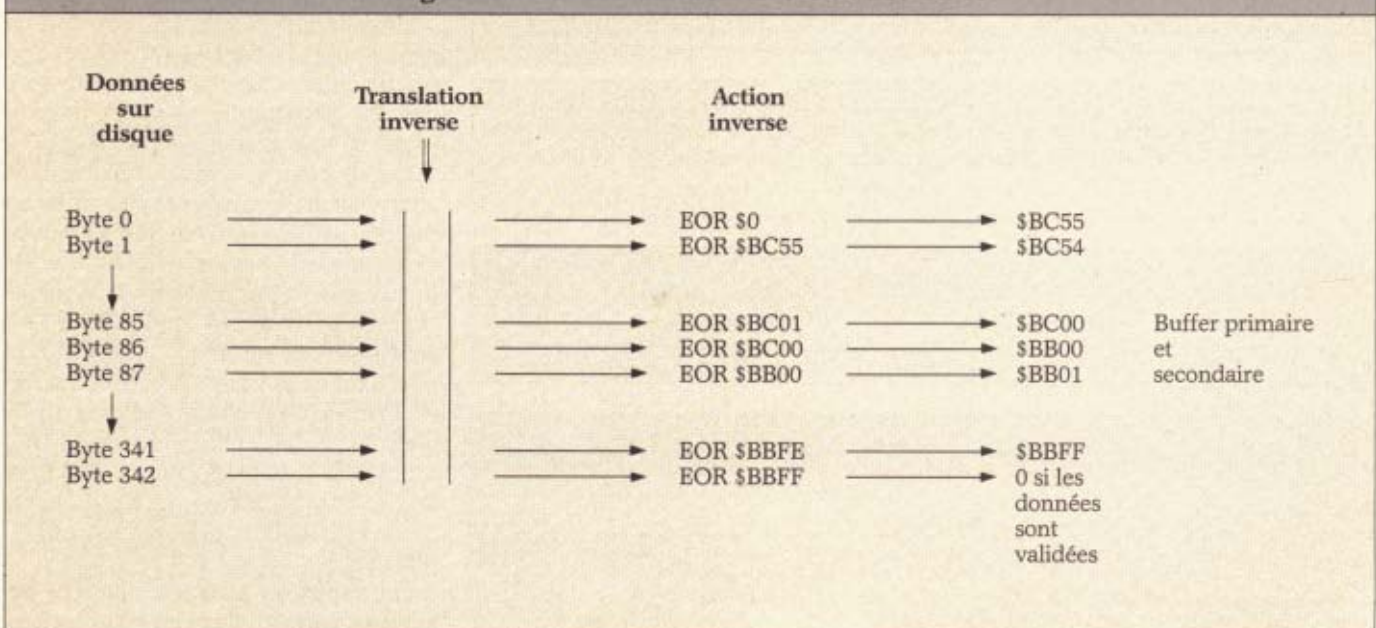 Données
sur
disque
Translation
inverse
Action
inverse
Byte 0 EOR $0 $BC55
Byte 1 EOR $BC55 $BC54
Byte 85 EOR $BC01 $BC00 Buffer primaire
Byte 86 EOR $BC00 $BB00 et
Byte 87 EOR $BB00 $BB01 secondaire
Byte 341 EOR $BBFE $BBFF
Byte 342 EOR $BBFF 0 si les
données
sont
validées